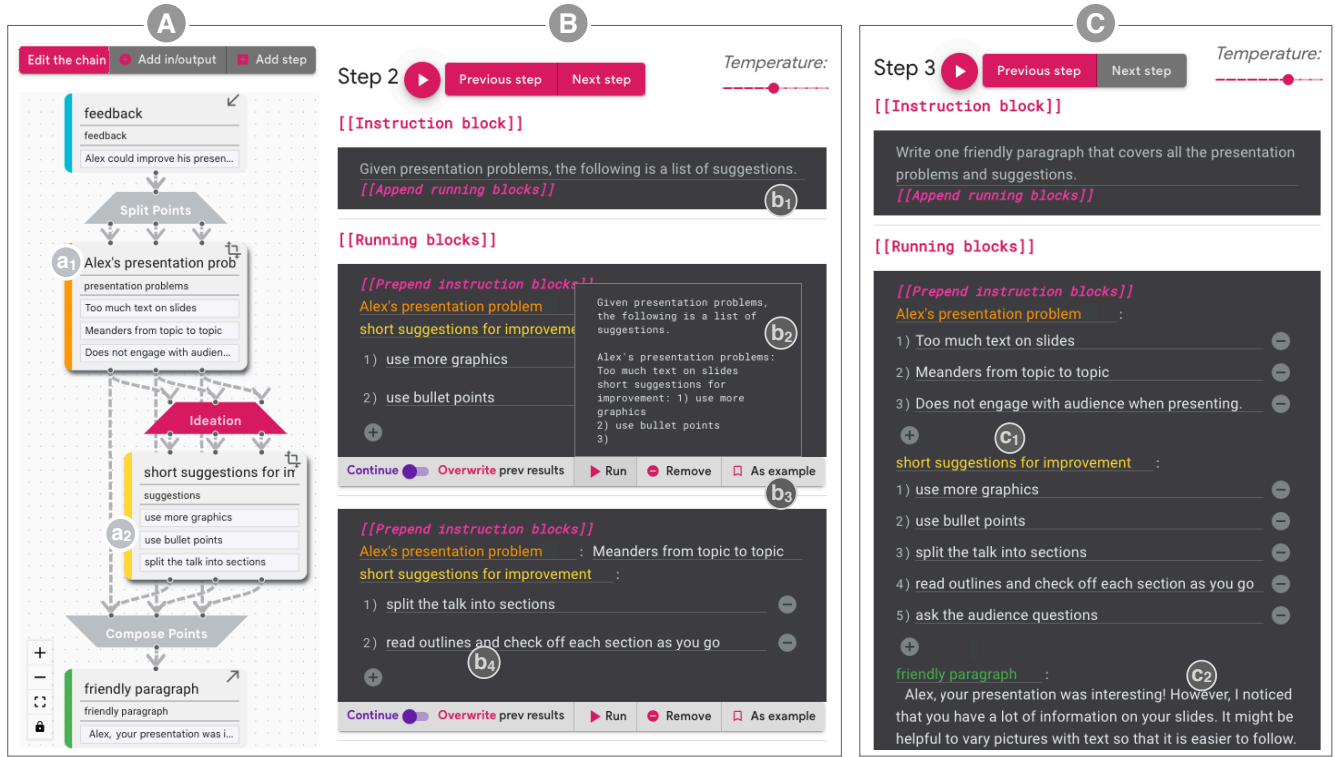 A
Edit the chain
Add in/output
Add step
feedback
feedback
Alex could improve his presen...
Split Points
a1
Alex's presentation prob
presentation problems
Too much text on slides
Meanders from topic to topic
Does not engage with audien...
Ideation
short suggestions for im
suggestions
a2
use more graphics
use bullet points
split the talk into sections
Compose Points
friendly paragraph
friendly paragraph
Alex, your presentation was i...
B
Step 2
Previous step
Next step
Temperature:
[[Instruction block]]
Given presentation problems, the following is a list of suggestions.
[[Append running blocks]]
b1
[[Running blocks]]
[[Prepend instruction blocks]]
Alex's presentation problem
short suggestions for improveme
1) use more graphics
2) use bullet points
Given presentation problems,
the following is a list of
suggestions.
b2
Alex's presentation problems:
Too much text on slides
short suggestions for
improvement: 1) use more
graphics
2) use bullet points
3)
Continue
Overwrite prev results
Run
Remove
As example
b3
[[Prepend instruction blocks]]
Alex's presentation problem : Meanders from topic to topic
short suggestions for improvement :
1) split the talk into sections
2) read outlines and check off each section as you go
b4
Continue
Overwrite prev results
Run
Remove
As example
C
Step 3
Previous step
Next step
Temperature:
[[Instruction block]]
Write one friendly paragraph that covers all the presentation
problems and suggestions.
[[Append running blocks]]
[[Running blocks]]
[[Prepend instruction blocks]]
Alex's presentation problem :
1) Too much text on slides
2) Meanders from topic to topic
3) Does not engage with audience when presenting.
c1
short suggestions for improvement :
1) use more graphics
2) use bullet points
3) split the talk into sections
4) read outlines and check off each section as you go
5) ask the audience questions
friendly paragraph :
c2
Alex, your presentation was interesting! However, I noticed
that you have a lot of information on your slides. It might be
helpful to vary pictures with text so that it is easier to follow.